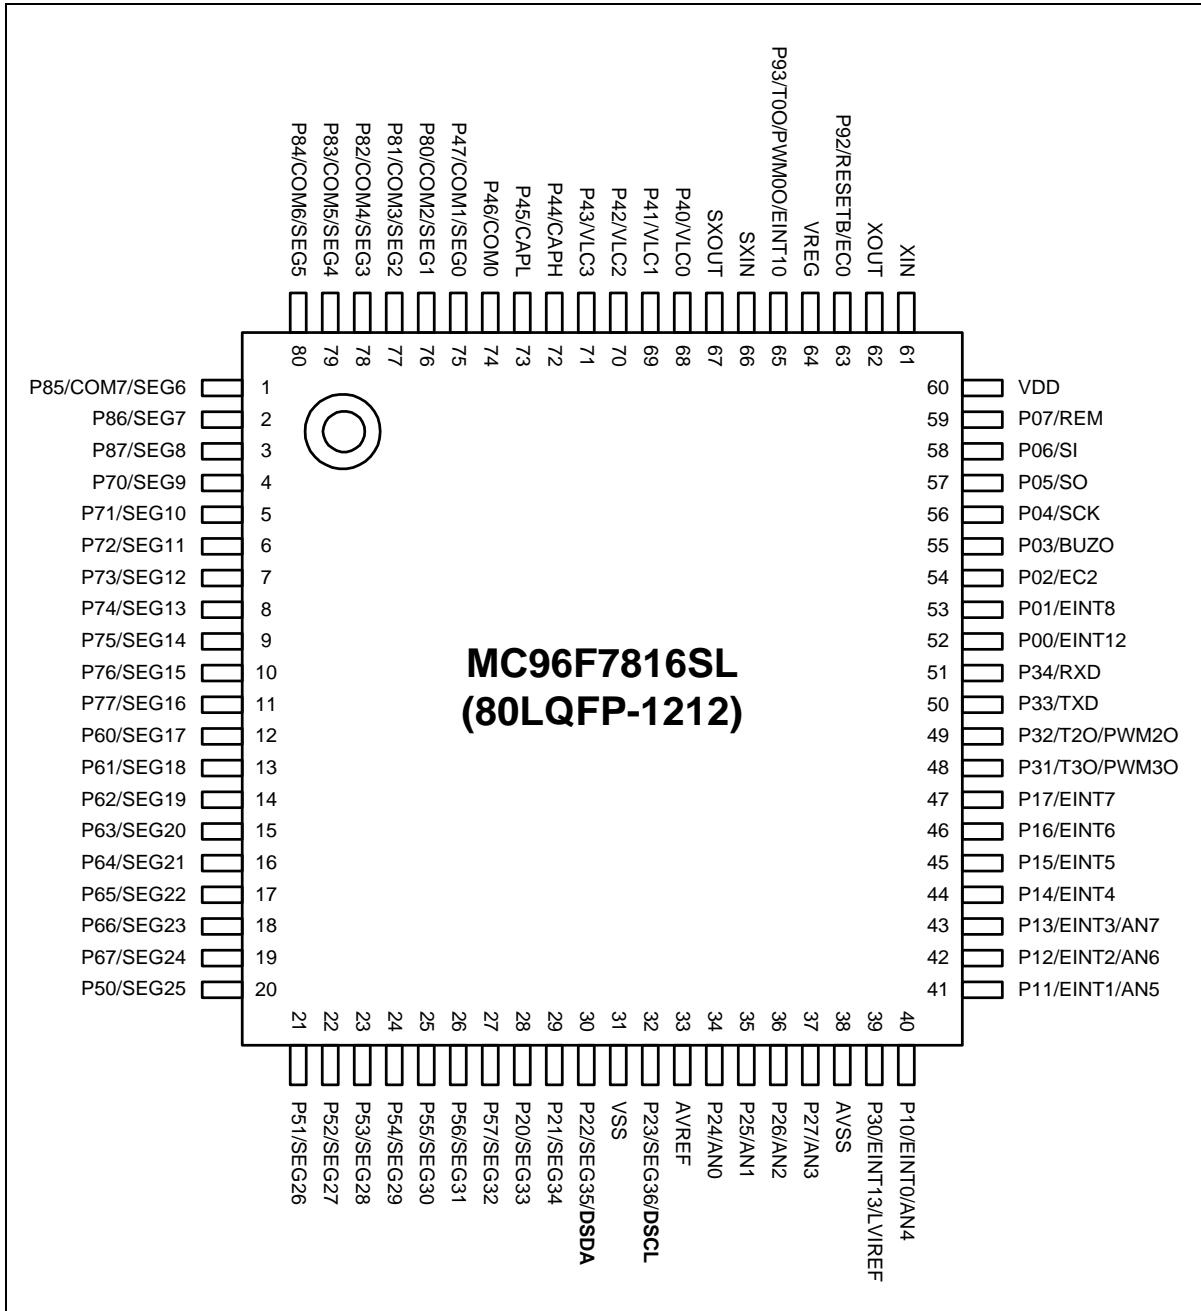 P84/COM6/SEG5
P83/COM5/SEG4
P82/COM4/SEG3
P81/COM3/SEG2
P80/COM2/SEG1
P47/COM1/SEG0
P46/COM0
P45/CAPL
P44/CAPH
P43/VLC3
P42/VLC2
P41/VLC1
P40/VLC0
SXOUT
SXIN
P93/T0O/PWM0O/EINT10
VREG
P92/RESETB/EC0
XOUT
XIN
80
79
78
77
76
75
74
73
72
71
70
69
68
67
66
65
64
63
62
61
P85/COM7/SEG6 1
P86/SEG7 2
P87/SEG8 3
P70/SEG9 4
P71/SEG10 5
P72/SEG11 6
P73/SEG12 7
P74/SEG13 8
P75/SEG14 9
P76/SEG15 10
P77/SEG16 11
P60/SEG17 12
P61/SEG18 13
P62/SEG19 14
P63/SEG20 15
P64/SEG21 16
P65/SEG22 17
P66/SEG23 18
P67/SEG24 19
P50/SEG25 20
MC96F7816SL
(80LQFP-1212)
60 VDD
59 P07/REM
58 P06/SI
57 P05/SO
56 P04/SCK
55 P03/BUZO
54 P02/EC2
53 P01/EINT8
52 P00/EINT12
51 P34/RXD
50 P33/TXD
49 P32/T2O/PWM2O
48 P31/T3O/PWM3O
47 P17/EINT7
46 P16/EINT6
45 P15/EINT5
44 P14/EINT4
43 P13/EINT3/AN7
42 P12/EINT2/AN6
41 P11/EINT1/AN5
21
22
23
24
25
26
27
28
29
30
31
32
33
34
35
36
37
38
39
40
P51/SEG26
P52/SEG27
P53/SEG28
P54/SEG29
P55/SEG30
P56/SEG31
P57/SEG32
P20/SEG33
P21/SEG34
P22/SEG35/DSDA
VSS
P23/SEG36/DSCL
AVREF
P24/AN0
P25/AN1
P26/AN2
P27/AN3
AVSS
P30/EINT13/LVIREF
P10/EINT0/AN4